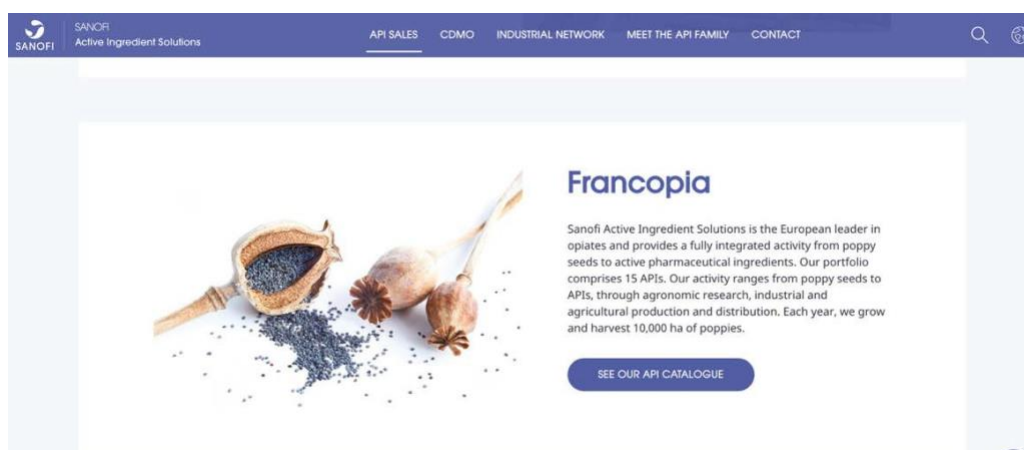 SANOFI
SANOFI
Active Ingredient Solutions
API SALES CDMO INDUSTRIAL NETWORK MEET THE API FAMILY CONTACT
Francopia
Sanofi Active Ingredient Solutions is the European leader in
opiates and provides a fully integrated activity from poppy
seeds to active pharmaceutical ingredients. Our portfolio
comprises 15 APIs. Our activity ranges from poppy seeds to
APIs, through agronomic research, industrial and
agricultural production and distribution. Each year, we grow
and harvest 10,000 ha of poppies.
SEE OUR API CATALOGUE